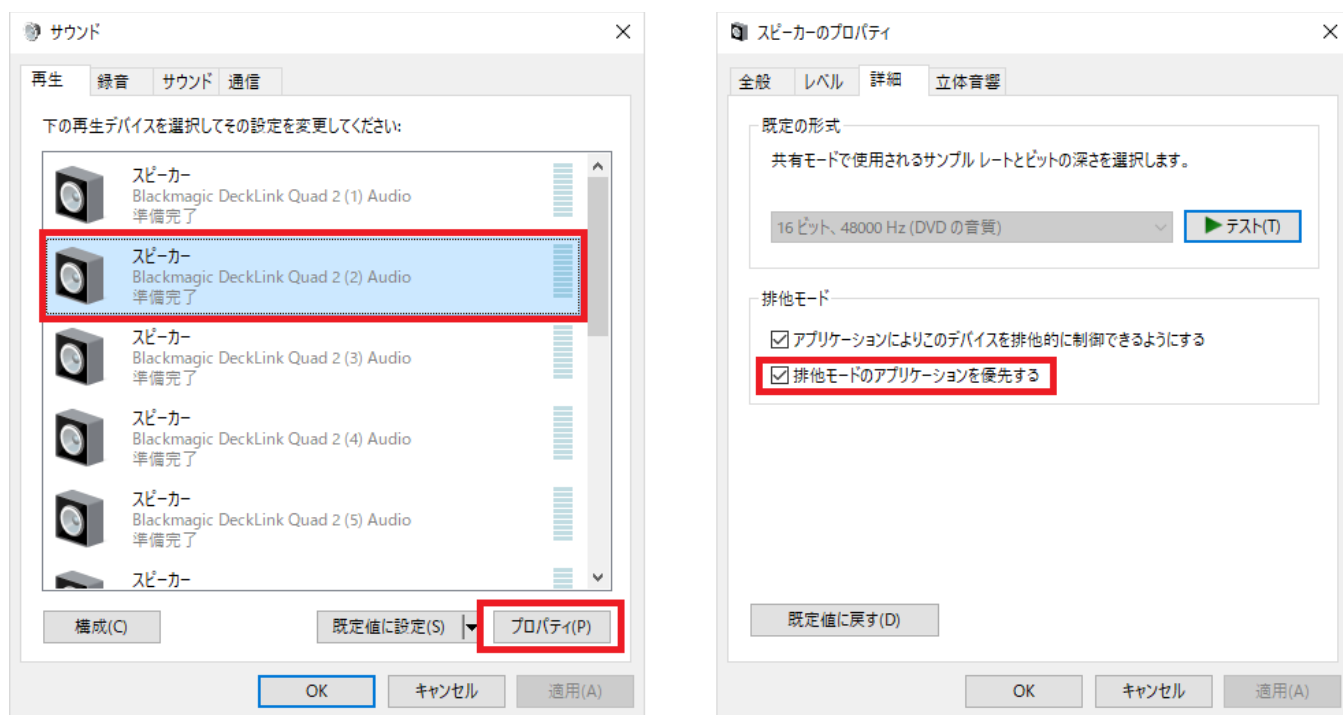 サウンド
再生
録音
サウンド
通信
下の再生デバイスを選択してその設定を変更してください:
スピーカー
Blackmagic DeckLink Quad 2 (1) Audio
準備完了
スピーカー
Blackmagic DeckLink Quad 2 (2) Audio
準備完了
スピーカー
Blackmagic DeckLink Quad 2 (3) Audio
準備完了
スピーカー
Blackmagic DeckLink Quad 2 (4) Audio
準備完了
スピーカー
Blackmagic DeckLink Quad 2 (5) Audio
準備完了
スピーカー
構成(C)
既定値に設定(S)
プロパティ(P)
OK
キャンセル
適用(A)
スピーカーのプロパティ
全般
レベル
詳細
立体音響
既定の形式
共有モードで使用されるサンプル レートとビットの深さを選択します。
16 ビット、48000 Hz (DVD の音質)
テスト(T)
排他モード
アプリケーションによりこのデバイスを排他的に制御できるようにする
排他モードのアプリケーションを優先する
既定値に戻す(D)
OK
キャンセル
適用(A)